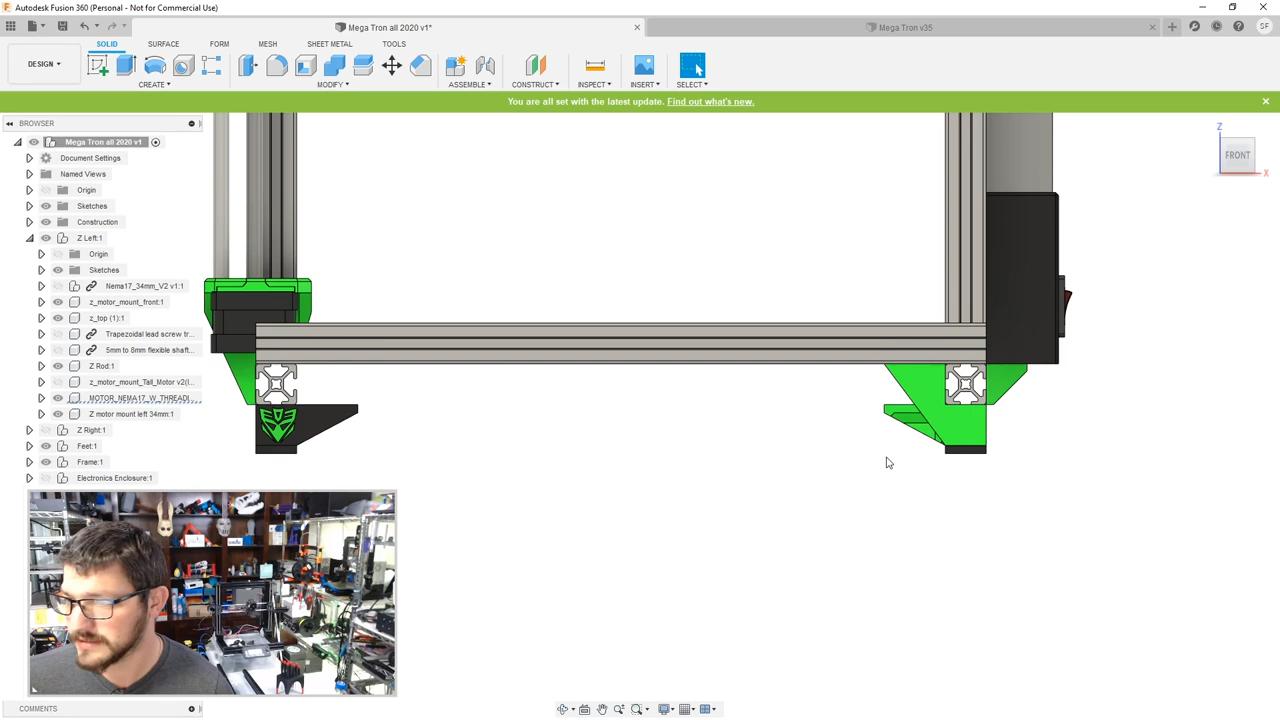 Autodesk Fusion 360 (Personal - Not for Commercial Use)
Mega Tron all 2020 v1*
Mega Tron v35
SF
SOLID SURFACE FORM MESH SHEET METAL TOOLS
DESIGN
CREATE MODIFY ASSEMBLE CONSTRUCT INSPECT INSERT SELECT
You are all set with the latest update. Find out what's new.
BROWSER
Mega Tron all 2020 v1
Document Settings
Named Views
Origin
Sketches
Construction
Z Left:1
Origin
Sketches
Nema17_34mm_V2 v1:1
z_motor_mount_front:1
z_top (1):1
Trapezoidal lead screw tr...
5mm to 8mm flexible shaft...
Z Rod:1
z_motor_mount_Tall_Motor v2(l...
MOTOR_NEMA17_W_THREADI...
Z motor mount left 34mm:1
Z Right:1
Feet:1
Frame:1
Electronics Enclosure:1
Z
FRONT
X
COMMENTS